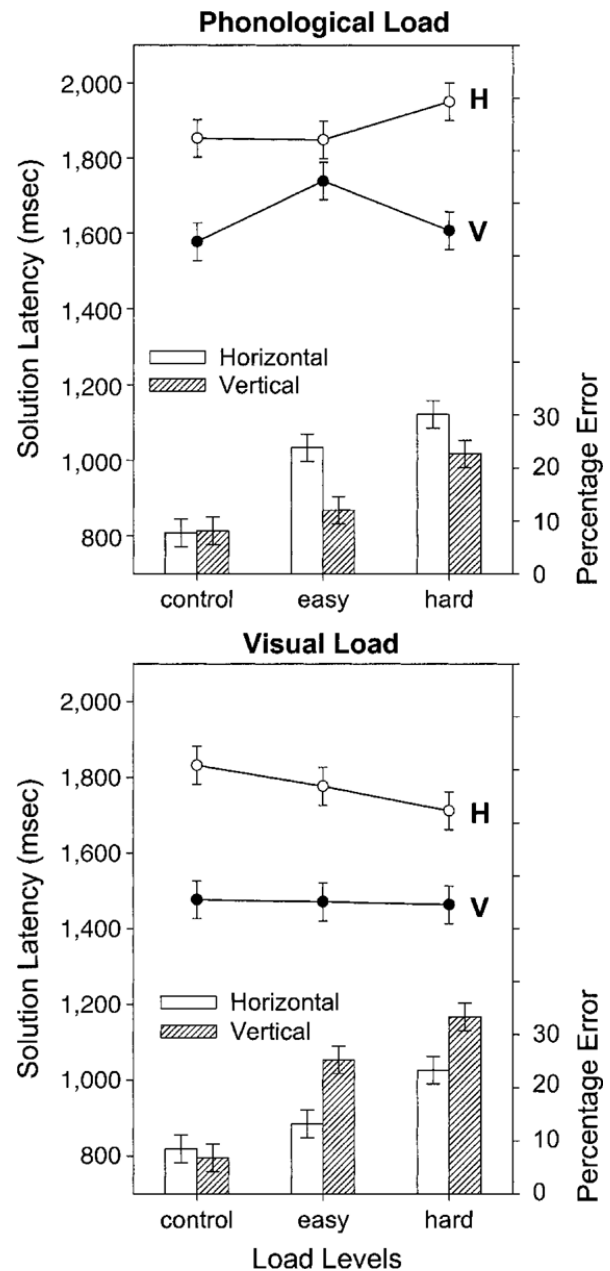 Phonological Load
Solution Latency (msec)
2,000
1,800
1,600
1,400
1,200
1,000
800
H
V
Horizontal
Vertical
30
20
10
0
Percentage Error
control easy hard
Visual Load
Solution Latency (msec)
2,000
1,800
1,600
1,400
1,200
1,000
800
H
V
Horizontal
Vertical
30
20
10
0
Percentage Error
control easy hard
Load Levels